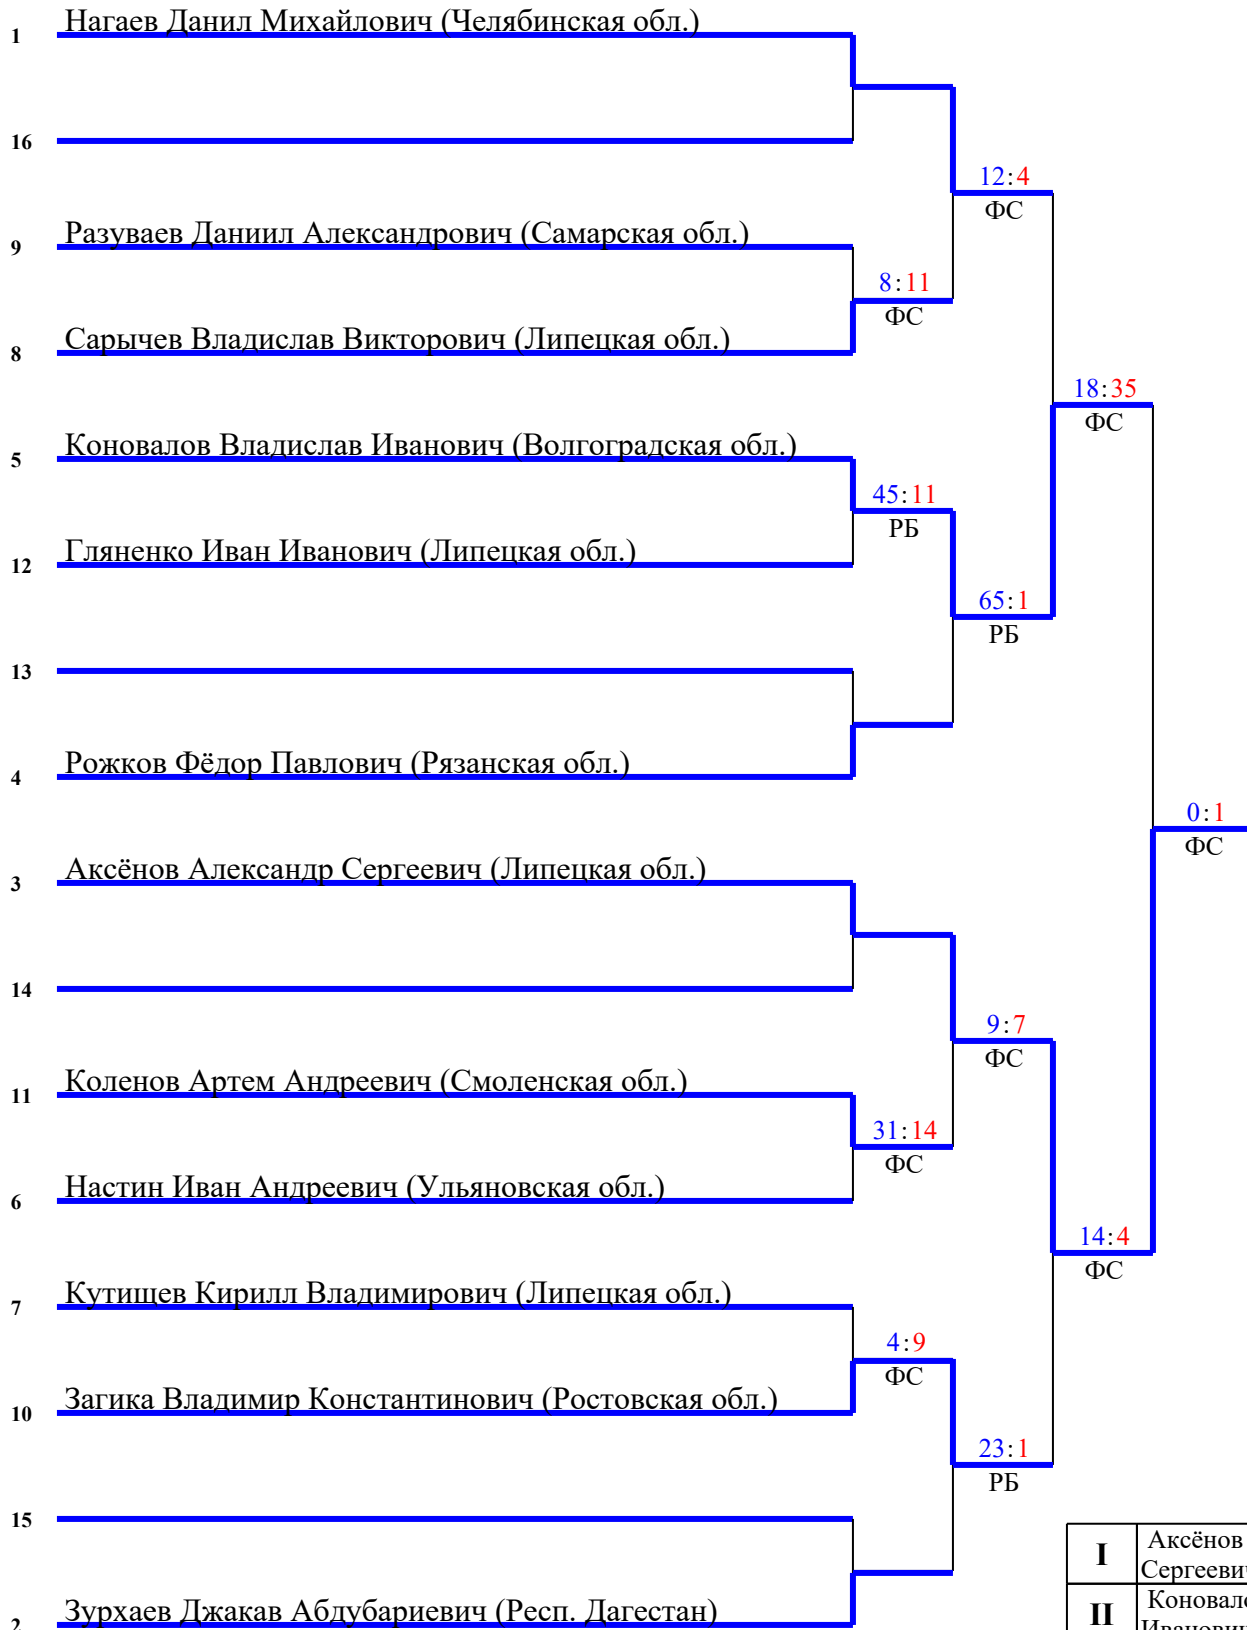 1 Нагаев Данил Михайлович (Челябинская обл.)
16
12:4
ФС
9 Разуваев Даниил Александрович (Самарская обл.)
8:11
ФС
8 Сарычев Владислав Викторович (Липецкая обл.)
18:35
ФС
5 Коновалов Владислав Иванович (Волгоградская обл.)
45:11
РБ
12 Гляненко Иван Иванович (Липецкая обл.)
65:1
РБ
13
4 Рожков Фёдор Павлович (Рязанская обл.)
0:1
ФС
3 Аксёнов Александр Сергеевич (Липецкая обл.)
14
9:7
ФС
11 Коленов Артем Андреевич (Смоленская обл.)
31:14
ФС
6 Настин Иван Андреевич (Ульяновская обл.)
14:4
ФС
7 Кутищев Кирилл Владимирович (Липецкая обл.)
4:9
ФС
10 Загика Владимир Константинович (Ростовская обл.)
23:1
РБ
15
2 Зурхаев Джакав Абдубариевич (Респ. Дагестан)
I Аксёнов
Сергеевич
II